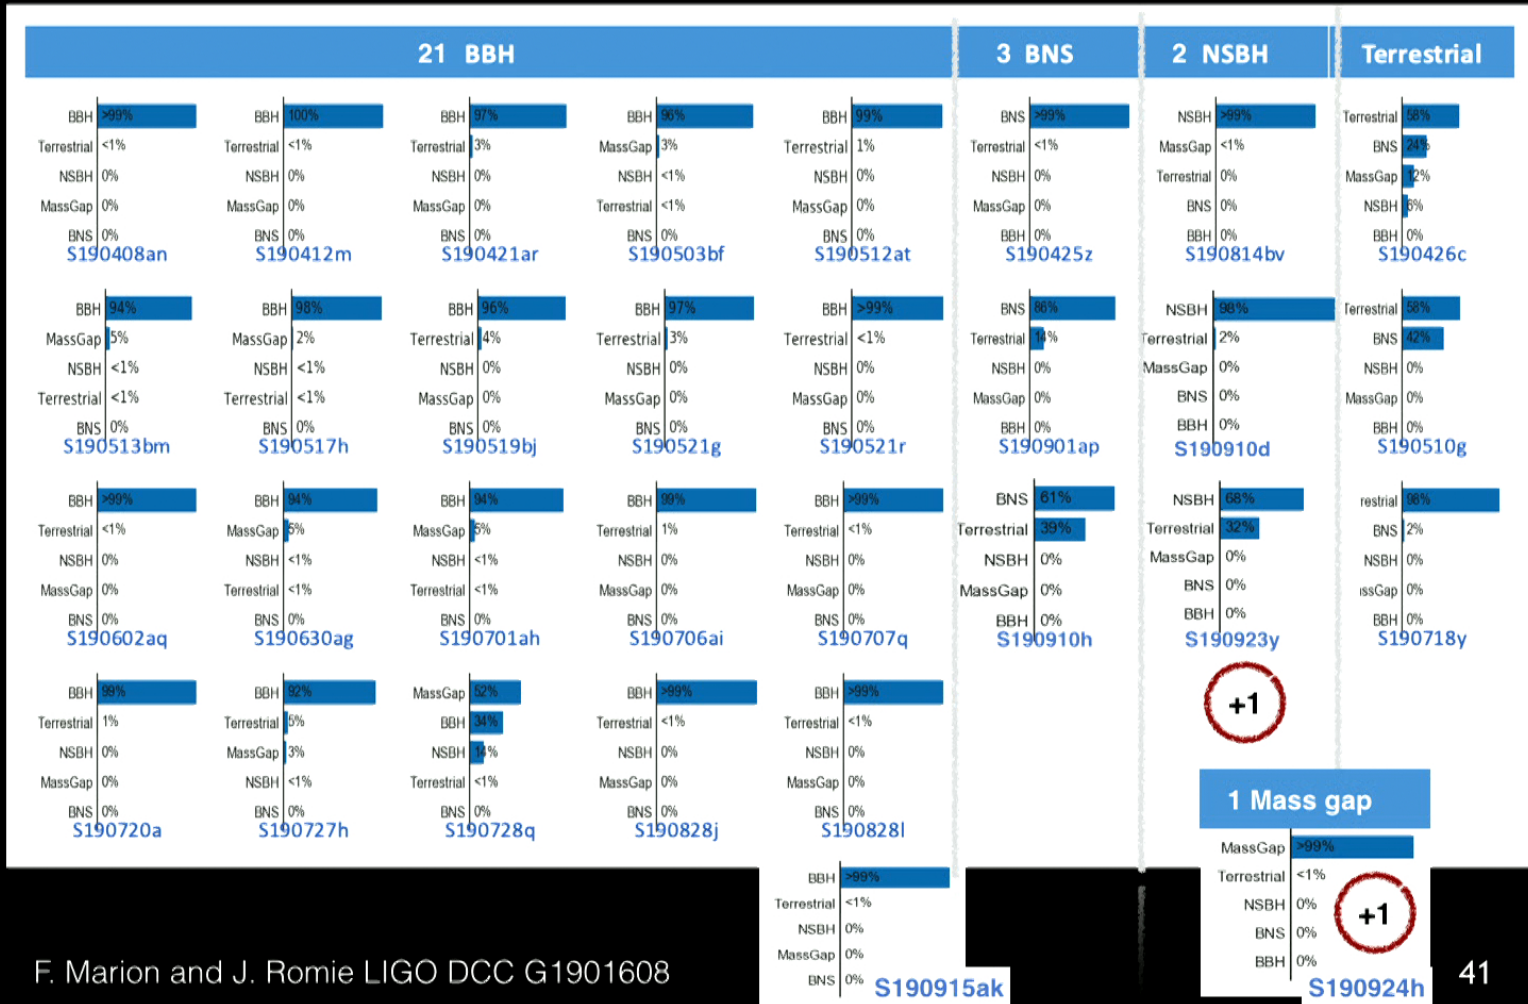 21 BBH
3 BNS
2 NSBH
Terrestrial
BBH >99%
Terrestrial <1%
NSBH 0%
MassGap 0%
BNS 0%
S190408an
BBH 100%
Terrestrial <1%
NSBH 0%
MassGap 0%
BNS 0%
S190412m
BBH 97%
Terrestrial 3%
NSBH 0%
MassGap 0%
BNS 0%
S190421ar
BBH 96%
MassGap 3%
NSBH <1%
Terrestrial <1%
BNS 0%
S190503bf
BBH 99%
Terrestrial 1%
NSBH 0%
MassGap 0%
BNS 0%
S190512at
BNS >99%
Terrestrial <1%
NSBH 0%
MassGap 0%
BBH 0%
S190425z
NSBH >99%
MassGap <1%
Terrestrial 0%
BNS 0%
BBH 0%
S190814bv
Terrestrial 58%
BNS 24%
MassGap 12%
NSBH 6%
BBH 0%
S190426c
BBH 94%
MassGap 5%
NSBH <1%
Terrestrial <1%
BNS 0%
S190513bm
BBH 98%
MassGap 2%
NSBH <1%
Terrestrial <1%
BNS 0%
S190517h
BBH 96%
Terrestrial 4%
NSBH 0%
MassGap 0%
BNS 0%
S190519bj
BBH 97%
Terrestrial 3%
NSBH 0%
MassGap 0%
BNS 0%
S190521g
BBH >99%
Terrestrial <1%
NSBH 0%
MassGap 0%
BNS 0%
S190521r
BNS 86%
Terrestrial 14%
NSBH 0%
MassGap 0%
BBH 0%
S190901ap
NSBH 98%
Terrestrial 2%
MassGap 0%
BNS 0%
BBH 0%
S190910d
Terrestrial 58%
BNS 42%
NSBH 0%
MassGap 0%
BBH 0%
S190510g
BBH >99%
Terrestrial <1%
NSBH 0%
MassGap 0%
BNS 0%
S190602aq
BBH 94%
MassGap 5%
NSBH <1%
Terrestrial <1%
BNS 0%
S190630ag
BBH 94%
MassGap 5%
NSBH <1%
Terrestrial <1%
BNS 0%
S190701ah
BBH 99%
Terrestrial 1%
NSBH 0%
MassGap 0%
BNS 0%
S190706ai
BBH >99%
Terrestrial <1%
NSBH 0%
MassGap 0%
BNS 0%
S190707q
BNS 61%
Terrestrial 39%
NSBH 0%
MassGap 0%
BBH 0%
S190910h
NSBH 68%
Terrestrial 32%
MassGap 0%
BNS 0%
BBH 0%
S190923y
restrial 98%
BNS 2%
NSBH 0%
ssGap 0%
BBH 0%
S190718y
BBH 99%
Terrestrial 1%
NSBH 0%
MassGap 0%
BNS 0%
S190720a
BBH 92%
Terrestrial 5%
MassGap 3%
NSBH <1%
BNS 0%
S190727h
MassGap 52%
BBH 34%
NSBH 14%
Terrestrial <1%
BNS 0%
S190728q
BBH >99%
Terrestrial <1%
NSBH 0%
MassGap 0%
BNS 0%
S190828j
BBH >99%
Terrestrial <1%
NSBH 0%
MassGap 0%
BNS 0%
S190828l
+1
1 Mass gap
MassGap >99%
Terrestrial <1%
NSBH 0%
BNS 0%
BBH 0%
S190924h
+1
BBH >99%
Terrestrial <1%
NSBH 0%
MassGap 0%
BNS 0%
S190915ak
F. Marion and J. Romie LIGO DCC G1901608
41